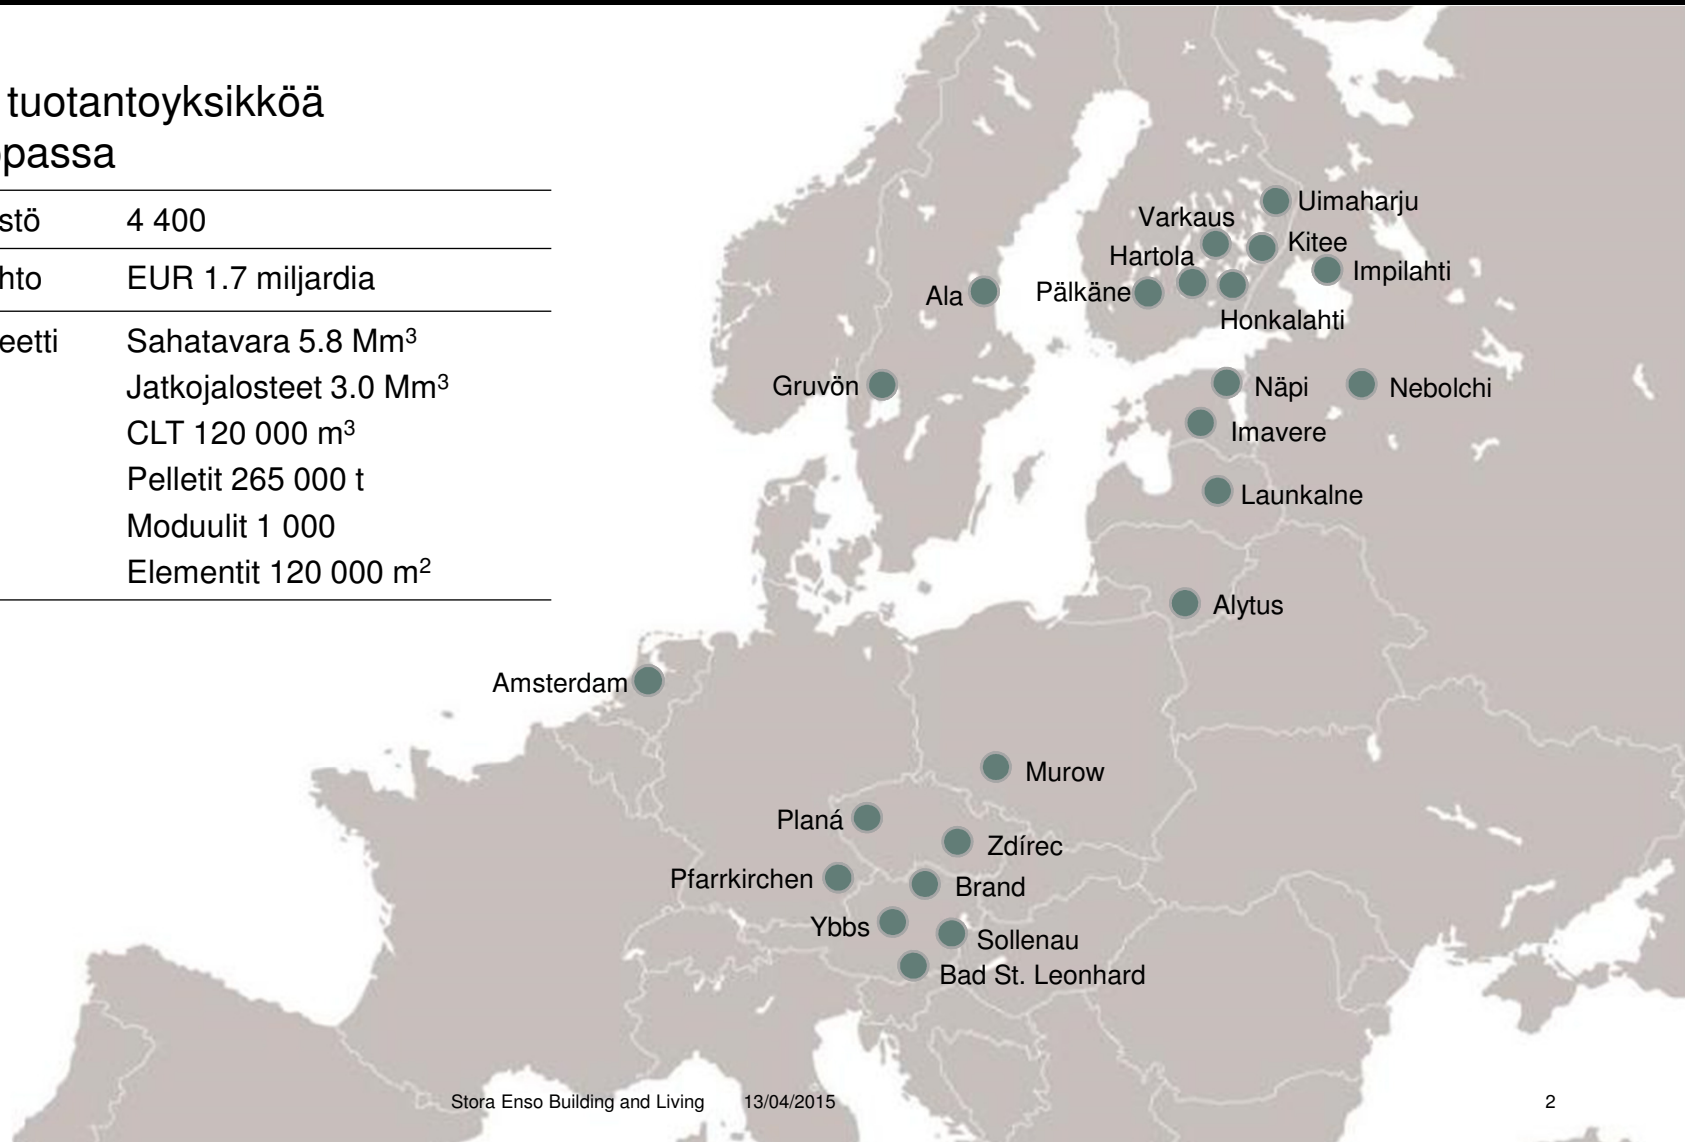 tuotantoyksikköä
passa
stö 4 400
hto EUR 1.7 miljardia
eetti Sahatavara 5.8 Mm³
Jatkojalosteet 3.0 Mm³
CLT 120 000 m³
Pelletit 265 000 t
Moduulit 1 000
Elementit 120 000 m²
Uimaharju
Varkaus
Kitee
Hartola
Impilahti
Ala
Pälkäne
Honkalahti
Gruvön
Näpi
Nebolchi
Imavere
Launkalne
Alytus
Amsterdam
Murow
Planá
Zdírec
Pfarrkirchen
Brand
Ybbs
Sollenau
Bad St. Leonhard
Stora Enso Building and Living 13/04/2015 2